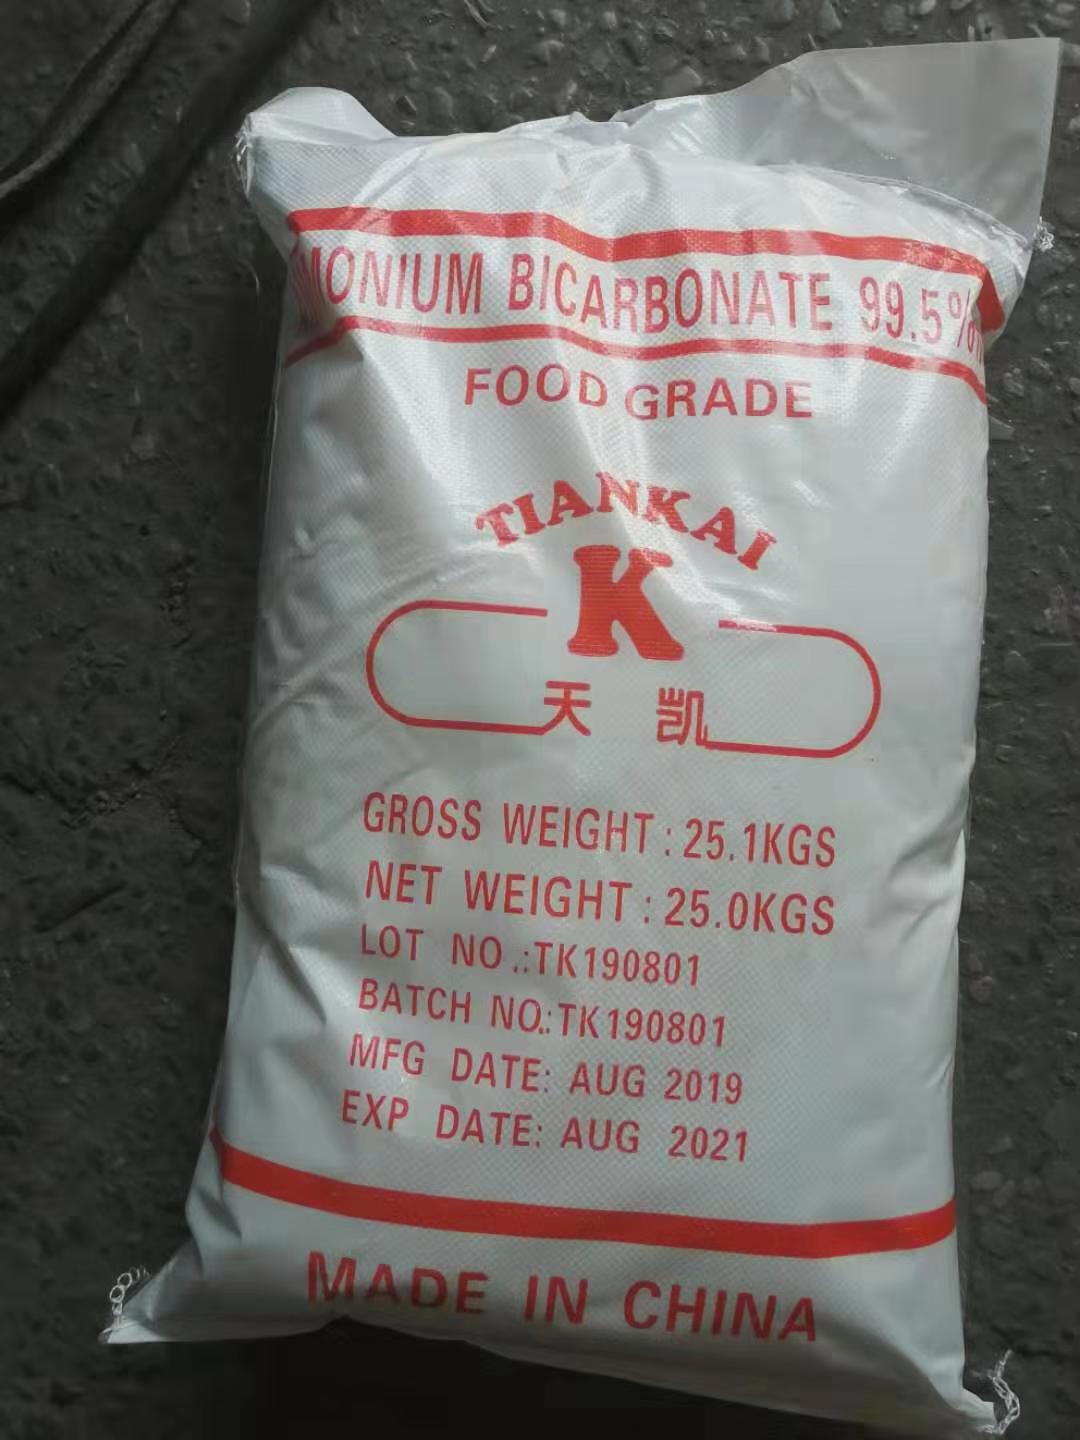 MONIUM BICARBONATE 99.5%
FOOD GRADE
TIANKAI
K
天 凯
GROSS WEIGHT : 25.1KGS
NET WEIGHT : 25.0KGS
LOT NO.:TK190801
BATCH NO.:TK190801
MFG DATE: AUG 2019
EXP DATE: AUG 2021
MADE IN CHINA